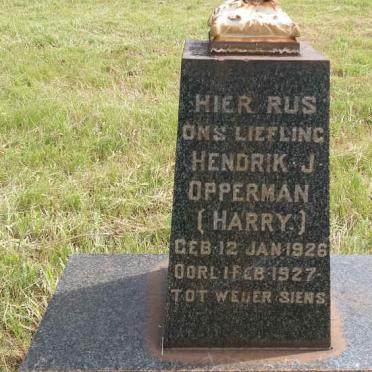 HIER RUS
ONS LIEFLING
HENDRIK J
OPPERMAN
(HARRY.)
GEB 12 JAN 1926
OORL 1 FEB 1927.
TOT WEDER SIENS